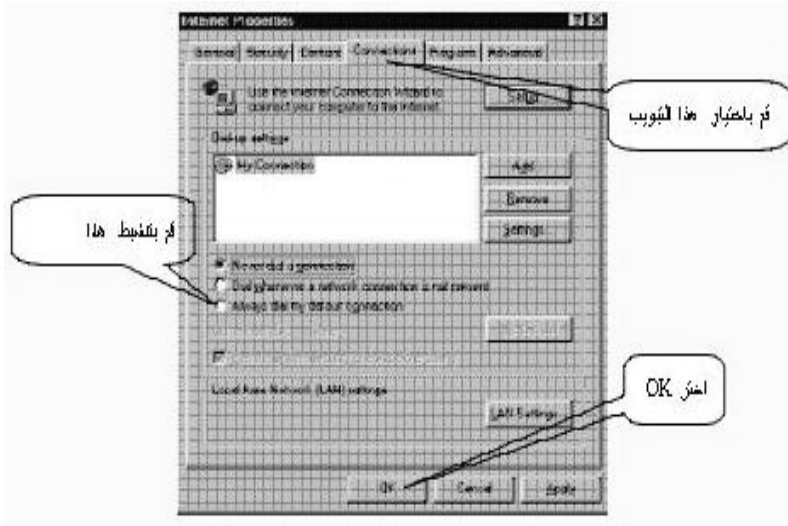 Internet Properties
General Security Content Connections Programs Advanced
Use the Internet Connection Wizard to
connect your computer to the Internet.
Setup
قم باختيار هذا التبويب
Dial-up settings
My Connection
Add
Remove
Settings
قم بتنشيط هذا
Never dial a connection
Dial whenever a network connection is not present
Always dial my default connection
Local Area Network (LAN) settings
LAN Settings
اختر OK
OK Cancel Apply